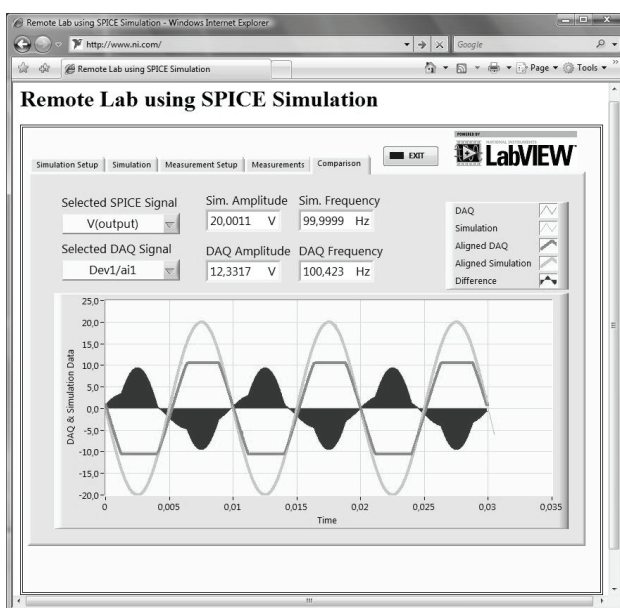 Remote Lab using SPICE Simulation - Windows Internet Explorer
http://www.ni.com/
Google
Remote Lab using SPICE Simulation
Page Tools
Remote Lab using SPICE Simulation
POWERED BY
NATIONAL INSTRUMENTS
LabVIEW
EXIT
Simulation Setup Simulation Measurement Setup Measurements Comparison
Selected SPICE Signal Sim. Amplitude Sim. Frequency
V(output) 20,0011 V 99,9999 Hz
Selected DAQ Signal DAQ Amplitude DAQ Frequency
Dev1/ai1 12,3317 V 100,423 Hz
DAQ
Simulation
Aligned DAQ
Aligned Simulation
Difference
DAQ & Simulation Data
25,0
20,0
15,0
10,0
5,0
0,0
-5,0
-10,0
-15,0
-20,0
0 0,005 0,01 0,015 0,02 0,025 0,03 0,035
Time